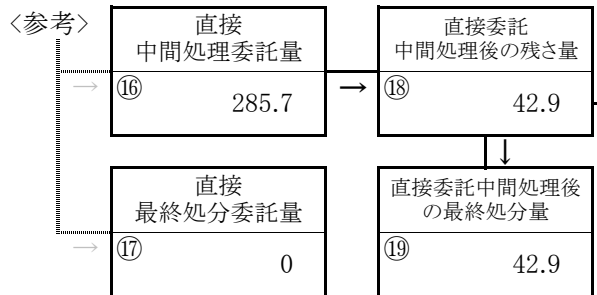 〈参考〉
直接
中間処理委託量
→
⑯
285.7
→
直接委託
中間処理後の残さ量
⑱
42.9
↓
直接
最終処分委託量
→
⑰
0
直接委託中間処理後
の最終処分量
⑲
42.9